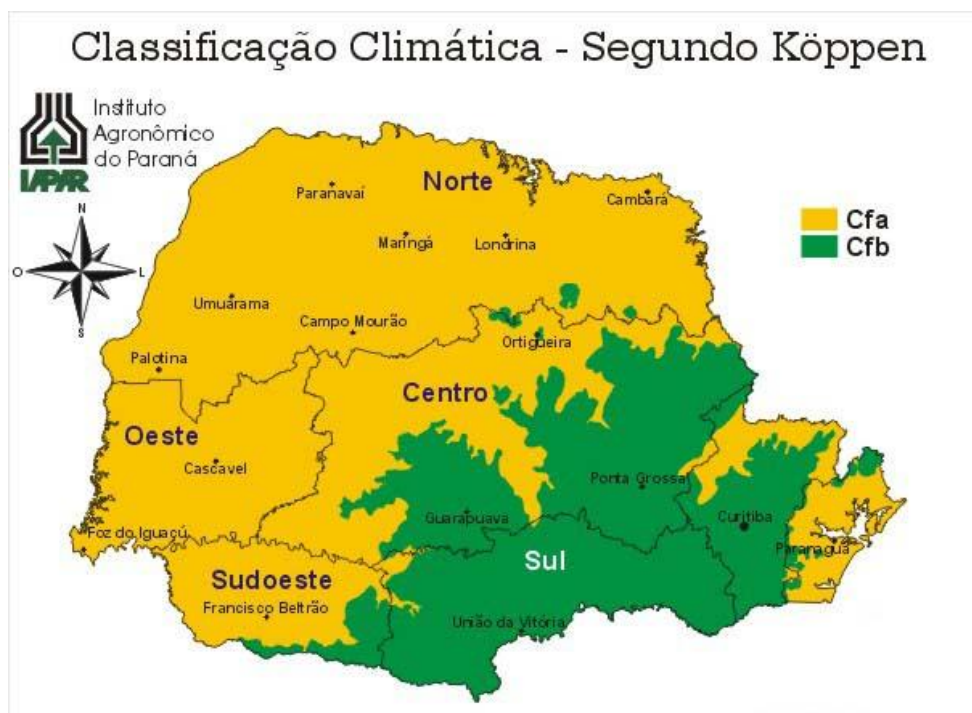 Classificação Climática - Segundo Köppen
Instituto
Agronômico
do Paraná
IAPAR
N
O
L
S
Cfa
Cfb
Norte
Paranavaí
Cambará
Maringá
Londrina
Umuarama
Campo Mourão
Ortigueira
Palotina
Centro
Oeste
Cascavel
Ponta Grossa
Guarapuava
Curitiba
Foz do Iguaçú
Paranaguá
Sul
Sudoeste
Francisco Beltrão
União da Vitória